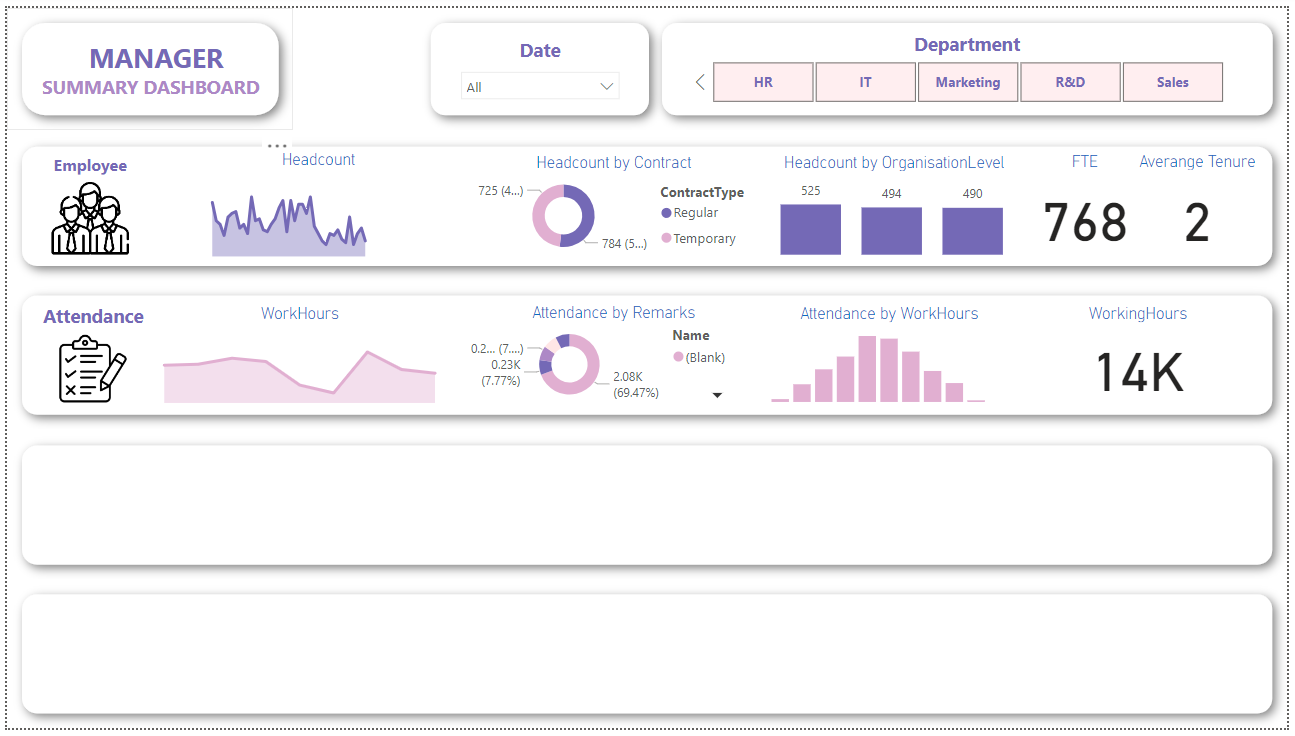 MANAGER
SUMMARY DASHBOARD
Date
All
Department
HR
IT
Marketing
R&D
Sales
Employee
Headcount
Headcount by Contract
725 (4...)
784 (5...)
ContractType
Regular
Temporary
Headcount by OrganisationLevel
525
494
490
FTE
768
Averange Tenure
2
Attendance
WorkHours
Attendance by Remarks
0.2... (7....)
0.23K
(7.77%)
2.08K
(69.47%)
Name
(Blank)
Attendance by WorkHours
WorkingHours
14K